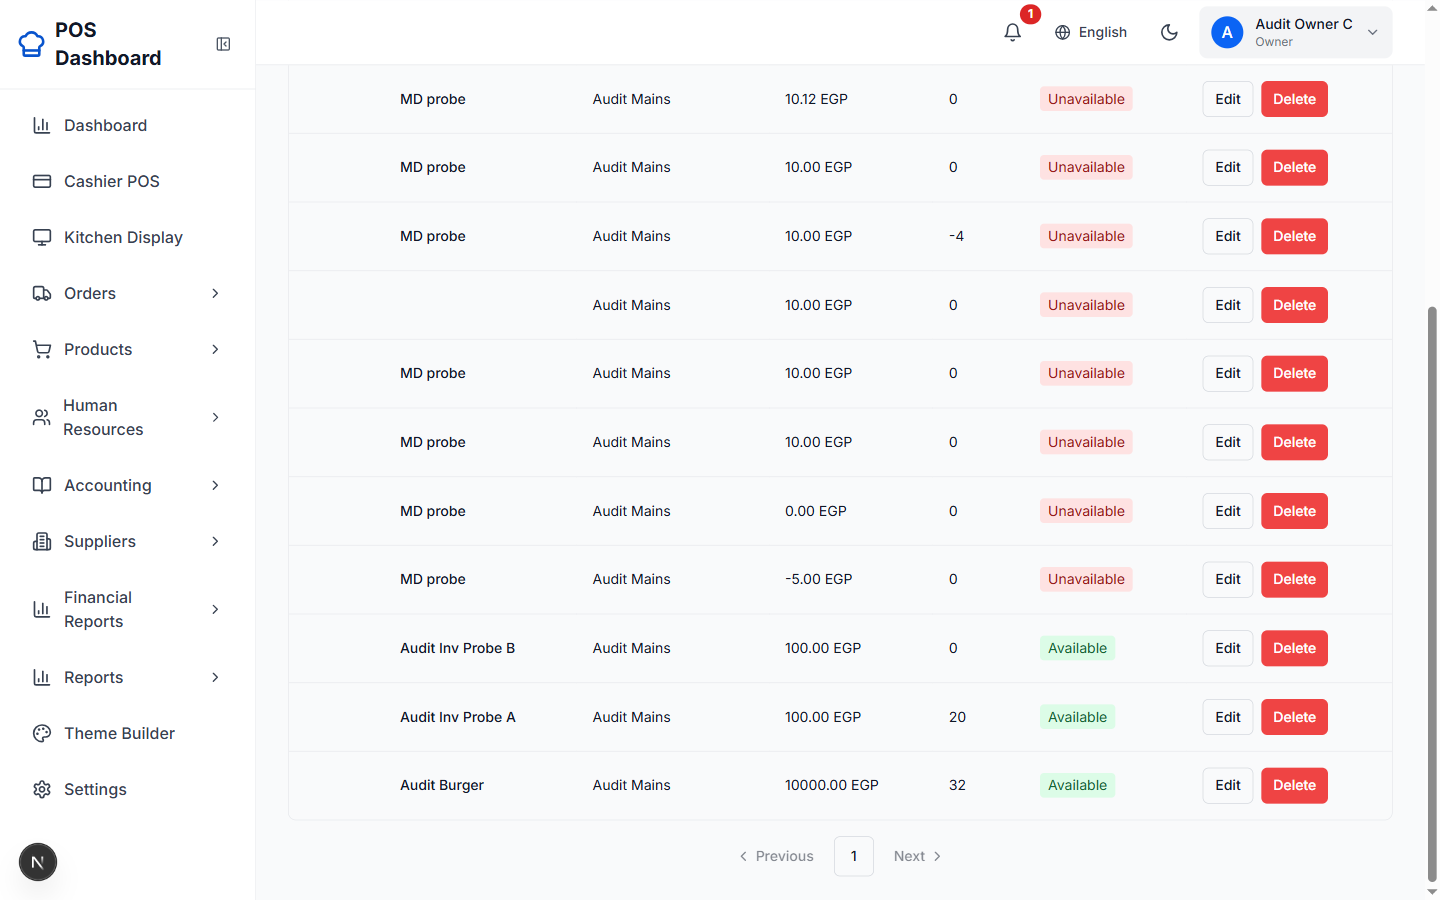 POS
Dashboard
1
English
A
Audit Owner C
Owner
Dashboard
Cashier POS
Kitchen Display
Orders
Products
Human
Resources
Accounting
Suppliers
Financial
Reports
Reports
Theme Builder
Settings
N
MD probe Audit Mains 10.12 EGP 0 Unavailable Edit Delete
MD probe Audit Mains 10.00 EGP 0 Unavailable Edit Delete
MD probe Audit Mains 10.00 EGP -4 Unavailable Edit Delete
Audit Mains 10.00 EGP 0 Unavailable Edit Delete
MD probe Audit Mains 10.00 EGP 0 Unavailable Edit Delete
MD probe Audit Mains 10.00 EGP 0 Unavailable Edit Delete
MD probe Audit Mains 0.00 EGP 0 Unavailable Edit Delete
MD probe Audit Mains -5.00 EGP 0 Unavailable Edit Delete
Audit Inv Probe B Audit Mains 100.00 EGP 0 Available Edit Delete
Audit Inv Probe A Audit Mains 100.00 EGP 20 Available Edit Delete
Audit Burger Audit Mains 10000.00 EGP 32 Available Edit Delete
Previous 1 Next